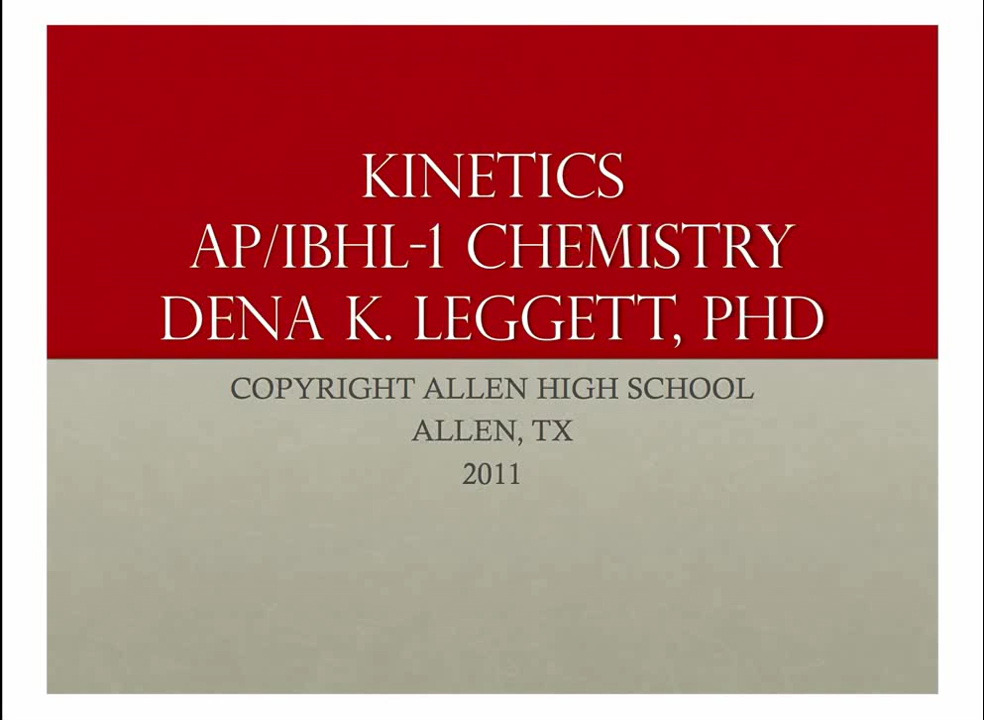 KINETICS
AP/IBHL-1 CHEMISTRY
DENA K. LEGGETT, PHD
COPYRIGHT ALLEN HIGH SCHOOL
ALLEN, TX
2011